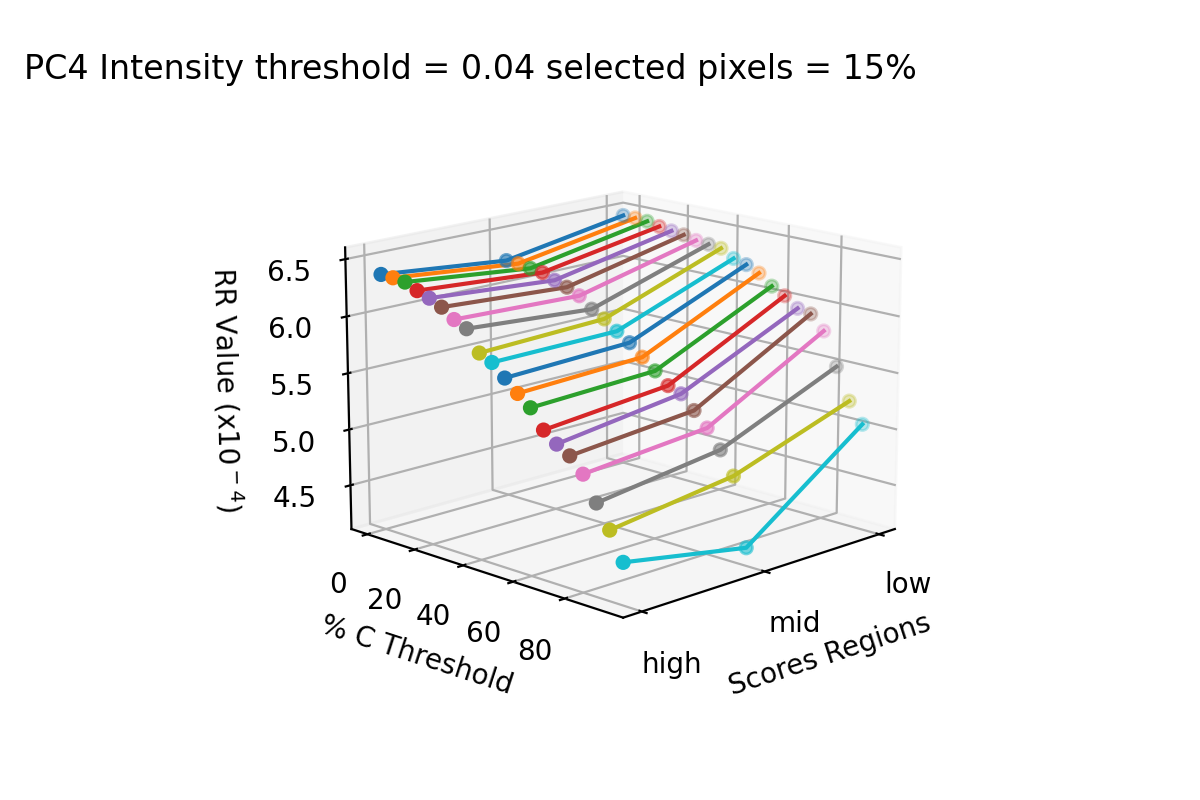 PC4 Intensity threshold = 0.04 selected pixels = 15%
6.5
6.0
5.5
5.0
4.5
RR Value (x10⁻⁴)
0
20
40
60
80
% C Threshold
high
mid
low
Scores Regions